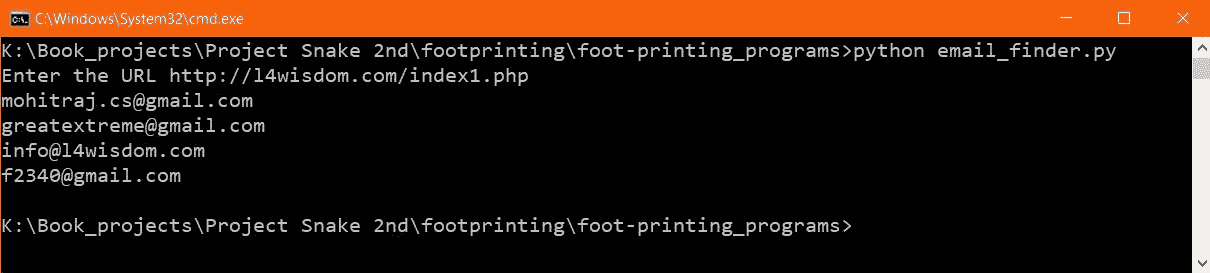 C:\Windows\System32\cmd.exe
K:\Book_projects\Project Snake 2nd\footprinting\foot-printing_programs>python email_finder.py
Enter the URL http://l4wisdom.com/index1.php
mohitraj.cs@gmail.com
greatextreme@gmail.com
info@l4wisdom.com
f2340@gmail.com
K:\Book_projects\Project Snake 2nd\footprinting\foot-printing_programs>